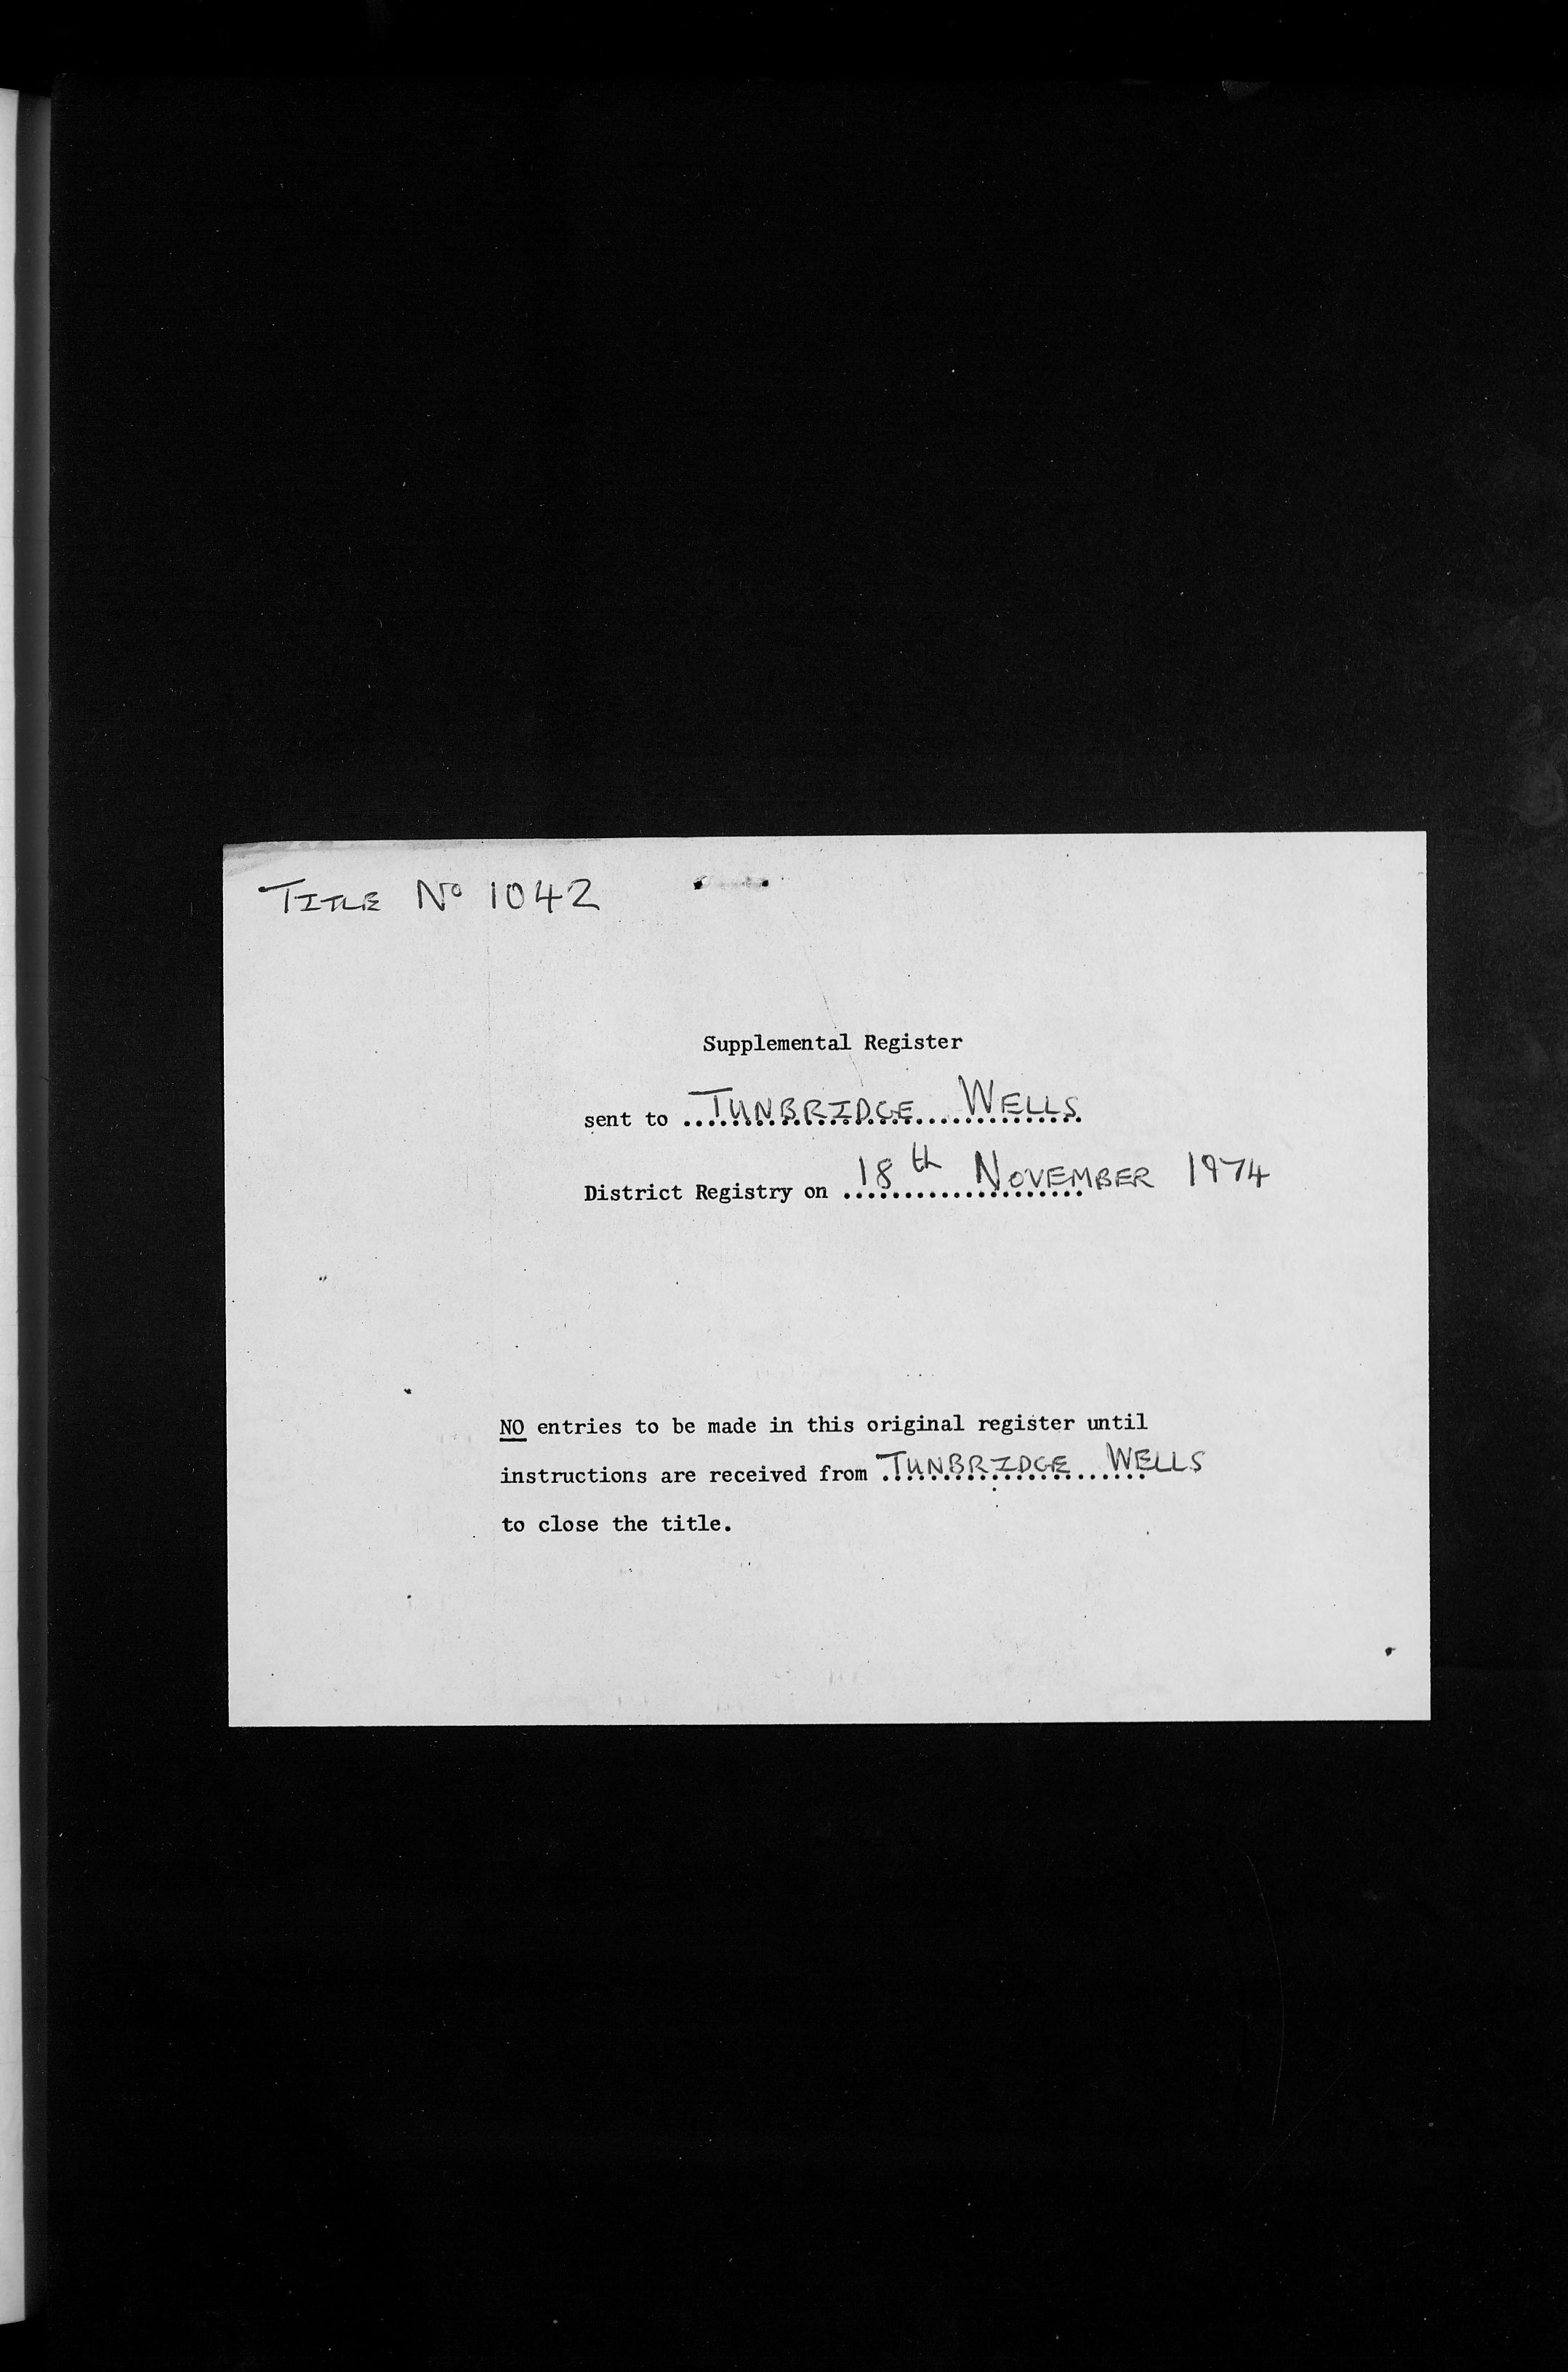 TITLE Nº 1042
Supplemental Register
sent to TUNBRIDGE WELLS
District Registry on 18th NOVEMBER 1974
NO entries to be made in this original register until
instructions are received from TUNBRIDGE WELLS
to close the title.